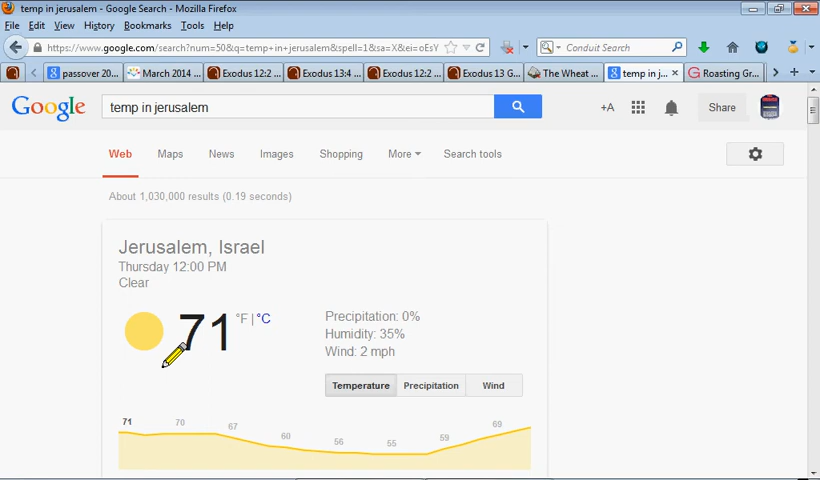 temp in jerusalem - Google Search - Mozilla Firefox
File Edit View History Bookmarks Tools Help
https://www.google.com/search?num=50&q=temp+in+jerusalem&spell=1&sa=X&ei=oEsV
Conduit Search
passover 20...
March 2014 ...
Exodus 12:2 ...
Exodus 13:4 ...
Exodus 12:2 ...
Exodus 13 G...
The Wheat ...
temp in j...
Roasting Gr...
Google
temp in jerusalem
+A
Share
Web Maps News Images Shopping More Search tools
About 1,030,000 results (0.19 seconds)
Jerusalem, Israel
Thursday 12:00 PM
Clear
71 °F | °C
Precipitation: 0%
Humidity: 35%
Wind: 2 mph
Temperature Precipitation Wind
71 70 67 60 56 55 59 69